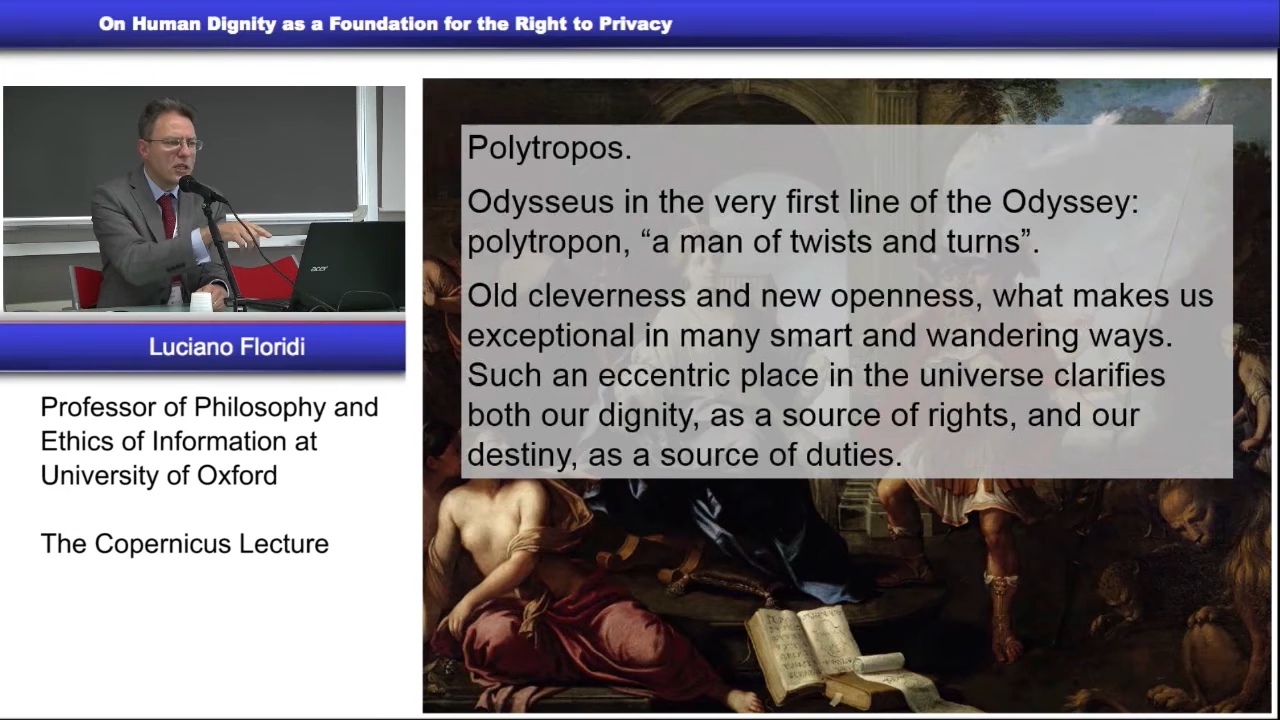 On Human Dignity as a Foundation for the Right to Privacy
acer
Luciano Floridi
Professor of Philosophy and
Ethics of Information at
University of Oxford
The Copernicus Lecture
Polytropos.
Odysseus in the very first line of the Odyssey:
polytropon, “a man of twists and turns”.
Old cleverness and new openness, what makes us
exceptional in many smart and wandering ways.
Such an eccentric place in the universe clarifies
both our dignity, as a source of rights, and our
destiny, as a source of duties.